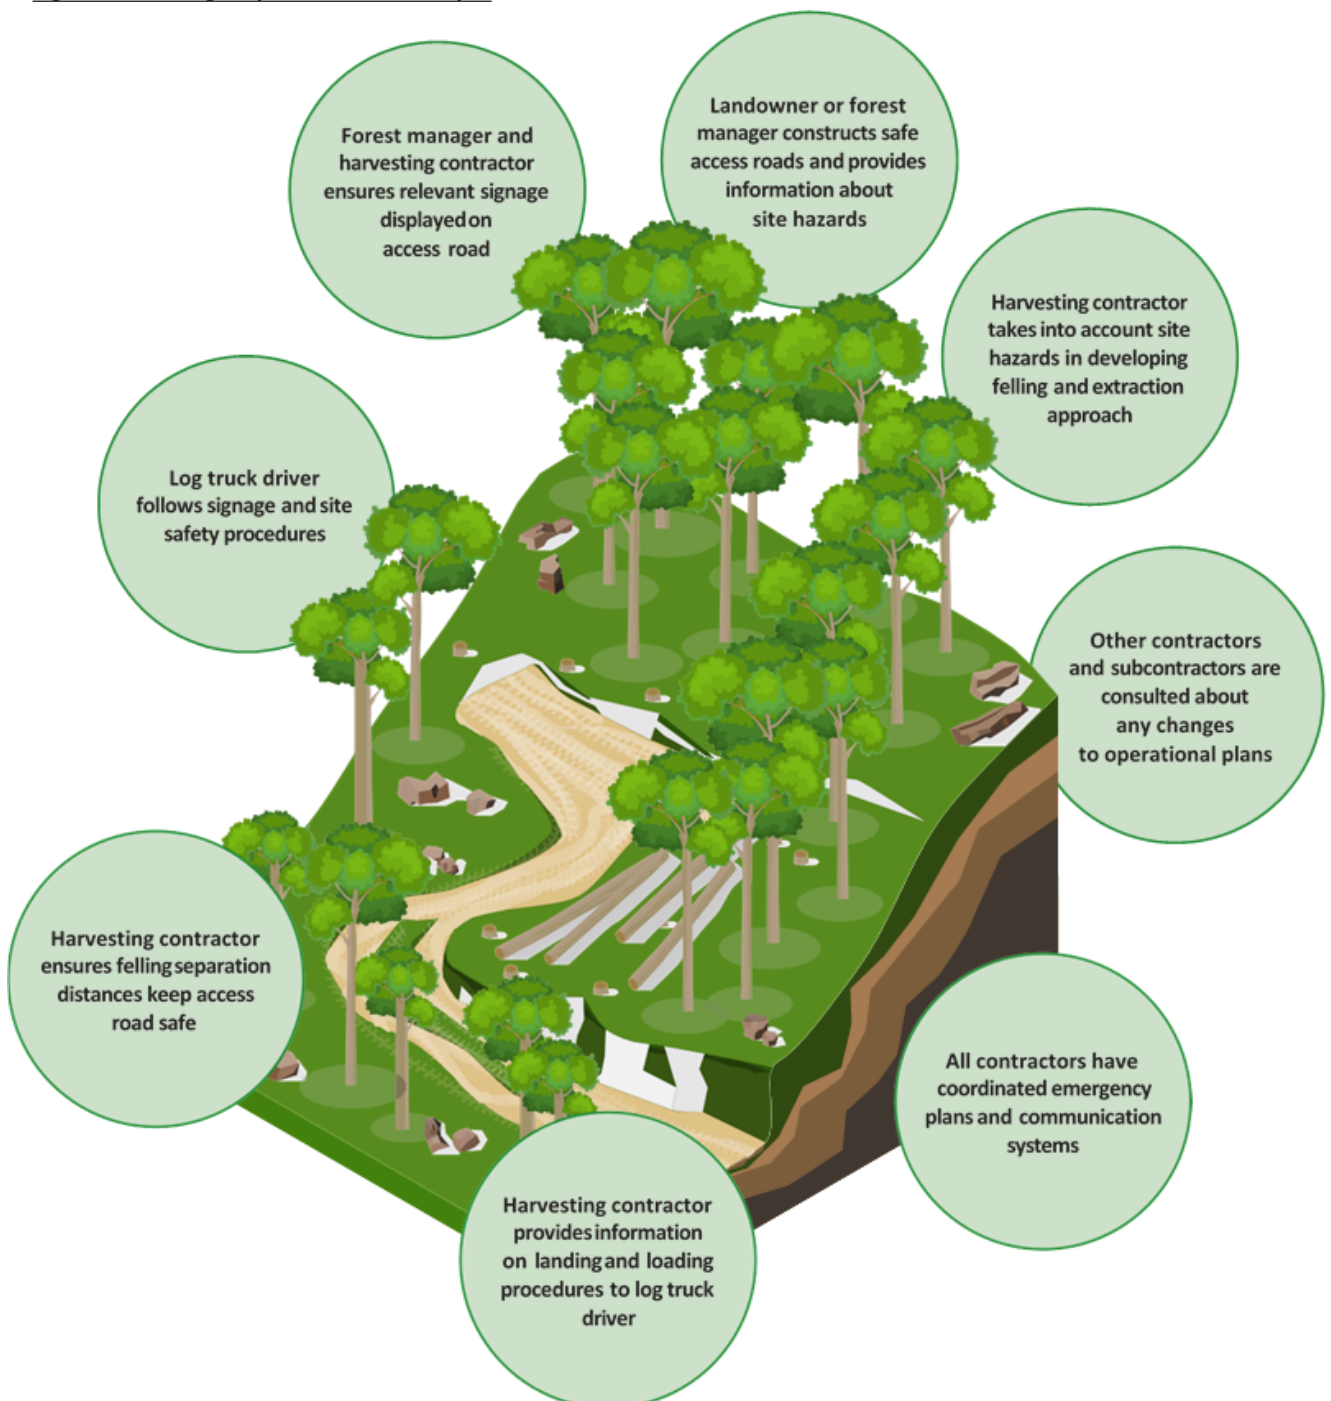 Forest manager and
harvesting contractor
ensures relevant signage
displayed on
access road
Landowner or forest
manager constructs safe
access roads and provides
information about
site hazards
Harvesting contractor
takes into account site
hazards in developing
felling and extraction
approach
Log truck driver
follows signage and site
safety procedures
Other contractors
and subcontractors are
consulted about
any changes
to operational plans
Harvesting contractor
ensures felling separation
distances keep access
road safe
All contractors have
coordinated emergency
plans and communication
systems
Harvesting contractor
provides information
on landing and loading
procedures to log truck
driver